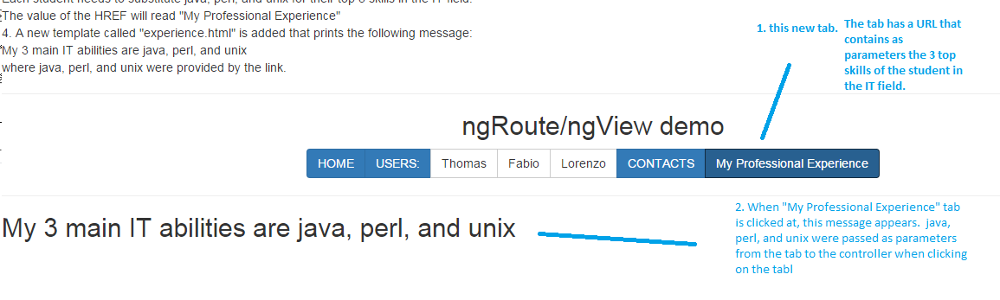 Each student needs to substitute java, perl, and unix for their top 3 skills in the IT field.
The value of the HREF will read "My Professional Experience"
4. A new template called "experience.html" is added that prints the following message:
My 3 main IT abilities are java, perl, and unix
where java, perl, and unix were provided by the link.
1. this new tab.
The tab has a URL that
contains as
parameters the 3 top
skills of the student in
the IT field.
ngRoute/ngView demo
HOME USERS: Thomas Fabio Lorenzo CONTACTS My Professional Experience
My 3 main IT abilities are java, perl, and unix
2. When "My Professional Experience" tab
is clicked at, this message appears. java,
perl, and unix were passed as parameters
from the tab to the controller when clicking
on the tabl